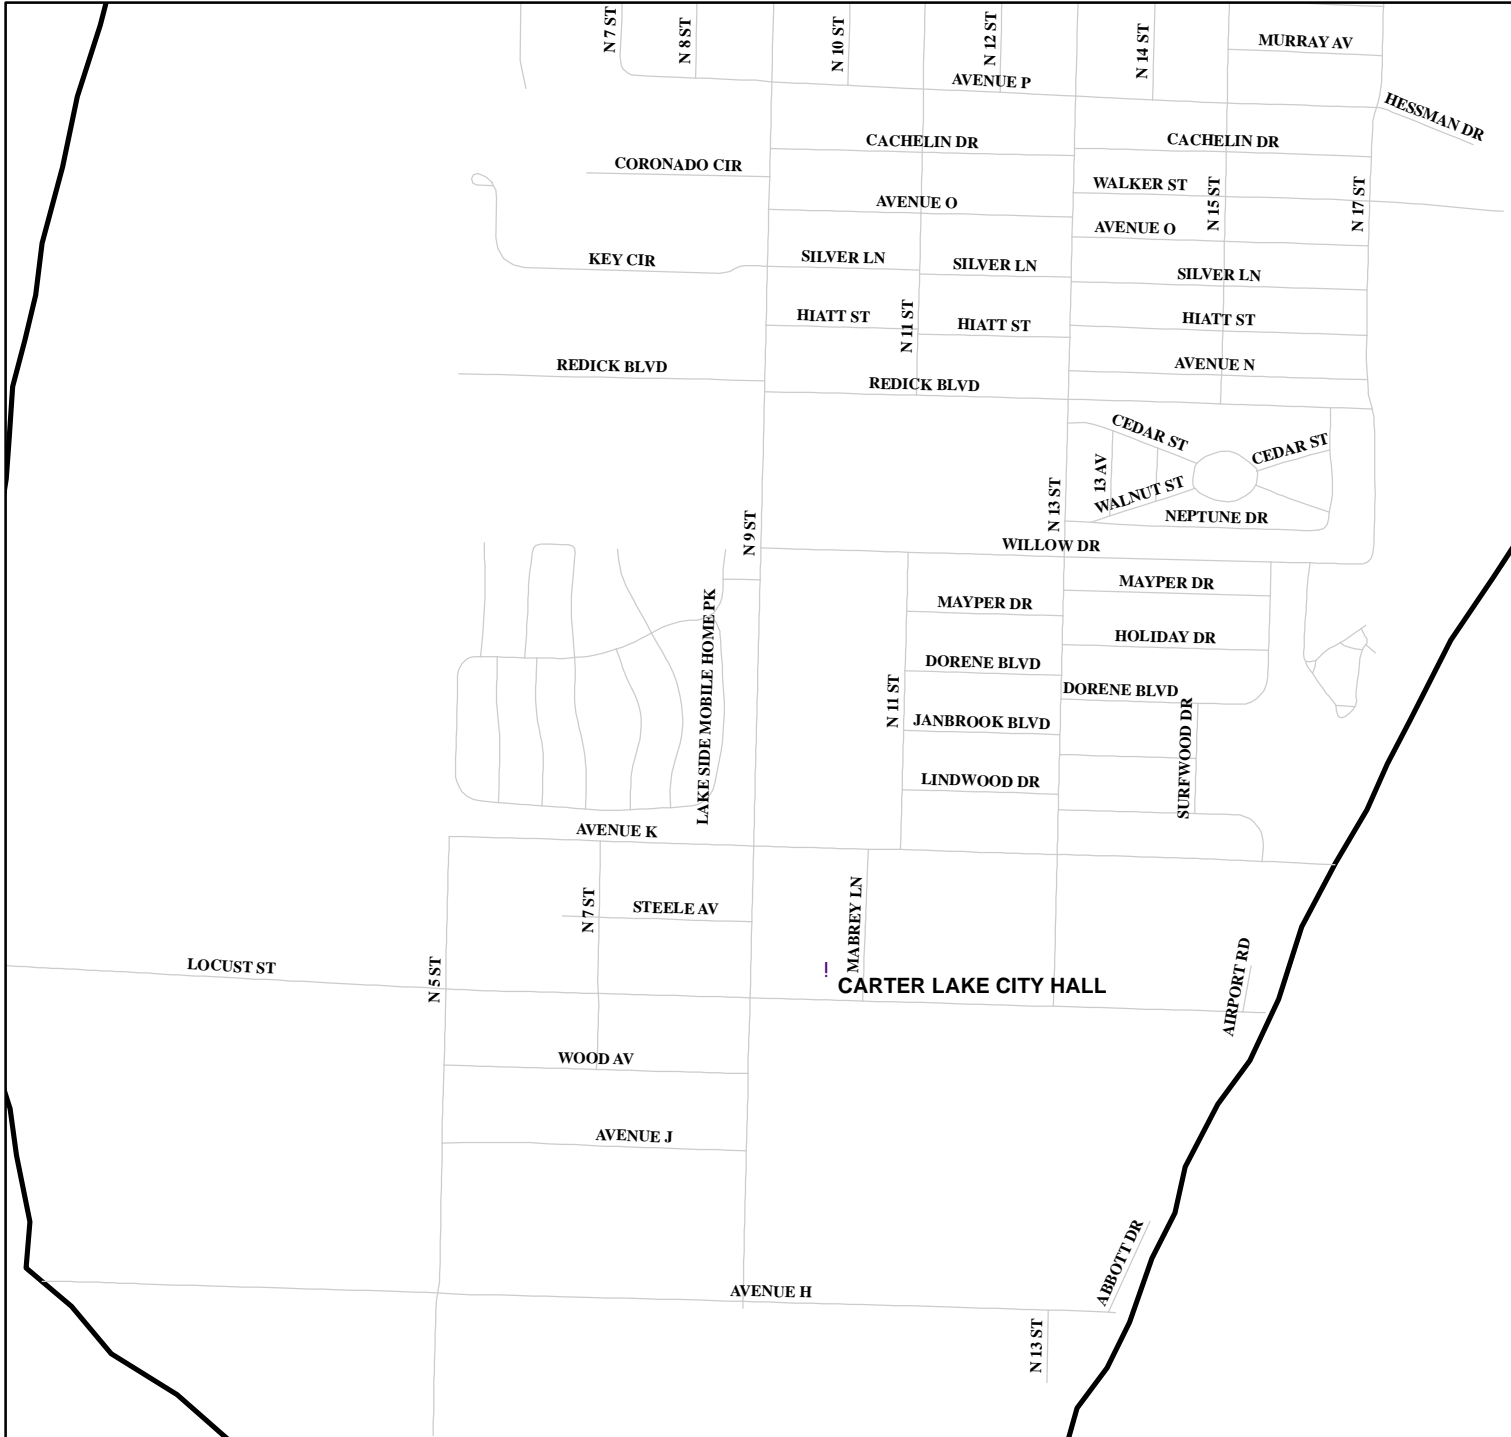 N 7 ST
N 8 ST
N 10 ST
N 12 ST
N 14 ST
MURRAY AV
AVENUE P
HESSMAN DR
CACHELIN DR
CACHELIN DR
CORONADO CIR
WALKER ST
N 15 ST
N 17 ST
AVENUE O
AVENUE O
KEY CIR
SILVER LN
SILVER LN
SILVER LN
HIATT ST
N 11 ST
HIATT ST
HIATT ST
REDICK BLVD
AVENUE N
REDICK BLVD
CEDAR ST
CEDAR ST
13 AV
WALNUT ST
N 13 ST
NEPTUNE DR
N 9 ST
WILLOW DR
MAYPER DR
MAYPER DR
LAKE SIDE MOBILE HOME PK
HOLIDAY DR
DORENE BLVD
DORENE BLVD
N 11 ST
JANBROOK BLVD
SURFWOOD DR
LINDWOOD DR
AVENUE K
N 7 ST
STEELE AV
MABREY LN
LOCUST ST
N 5 ST
!
CARTER LAKE CITY HALL
AIRPORT RD
WOOD AV
AVENUE J
ABBOTT DR
AVENUE H
N 13 ST